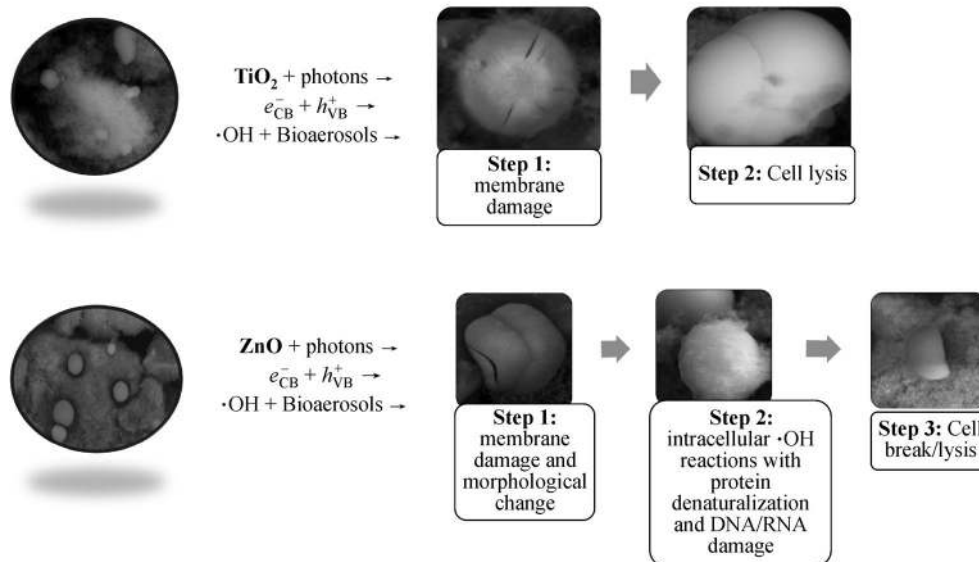 TiO₂ + photons →
e⁻CB + h⁺VB →
·OH + Bioaerosols →
Step 1:
membrane
damage
Step 2: Cell lysis
ZnO + photons →
e⁻CB + h⁺VB →
·OH + Bioaerosols →
Step 1:
membrane
damage and
morphological
change
Step 2:
intracellular ·OH
reactions with
protein
denaturalization
and DNA/RNA
damage
Step 3: Cell
break/lysis